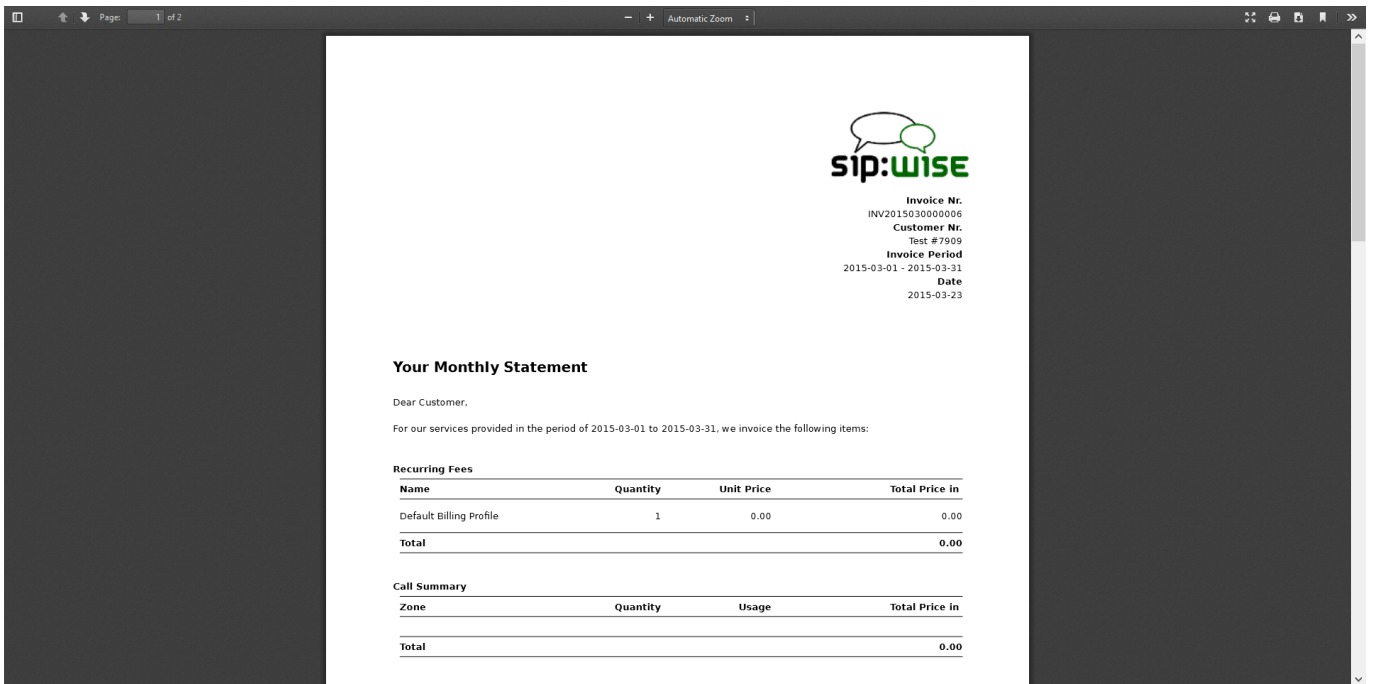 Page: 1 of 2
Automatic Zoom
sip:wise
Invoice Nr.
INV2015030000006
Customer Nr.
Test #7909
Invoice Period
2015-03-01 - 2015-03-31
Date
2015-03-23
Your Monthly Statement
Dear Customer,
For our services provided in the period of 2015-03-01 to 2015-03-31, we invoice the following items:
Recurring Fees
Name Quantity Unit Price Total Price in
Default Billing Profile 1 0.00 0.00
Total 0.00
Call Summary
Zone Quantity Usage Total Price in
Total 0.00